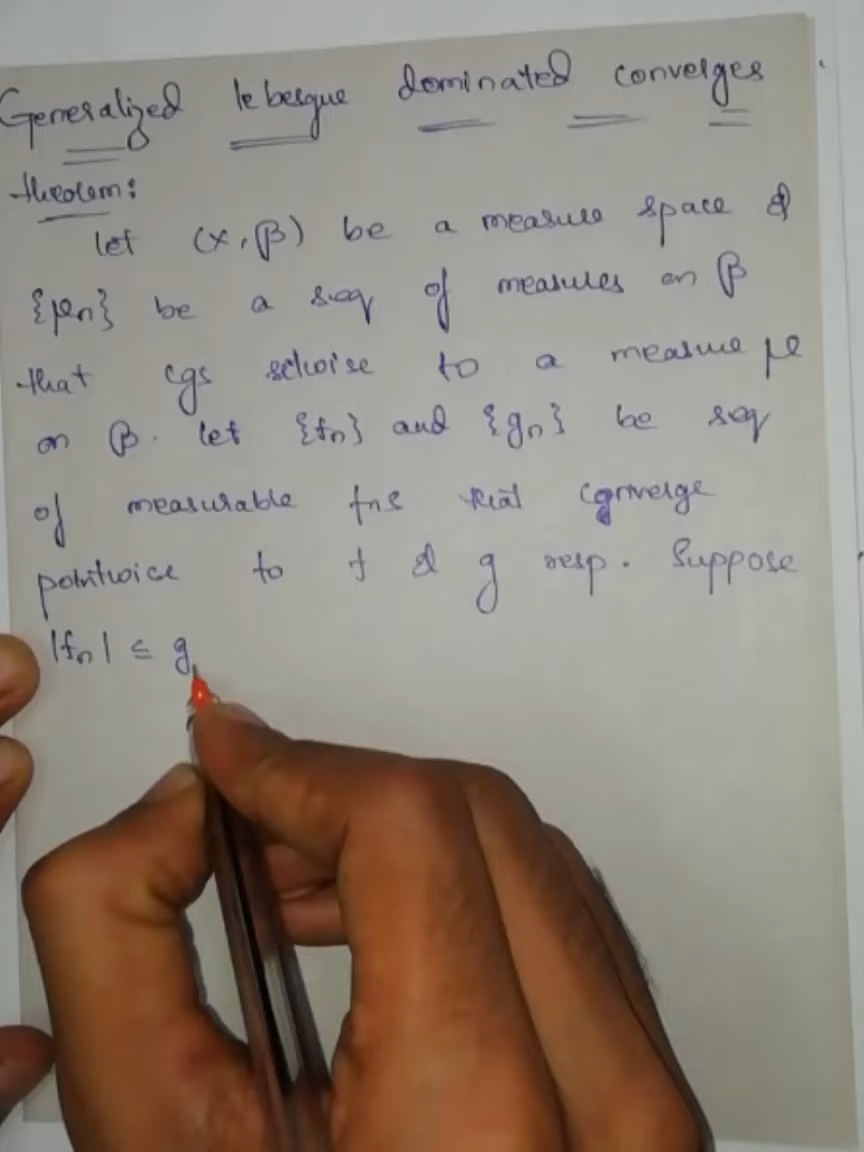 Generalized lebesgue dominated converges
theorem:
let (x, β) be a measure space &
{μn} be a seq of measures on β
that cgs setwise to a measure μ
on β. let {fn} and {gn} be seq
of measurable fns that converge
pointwise to f & g resp. Suppose
|fn| ≤ g